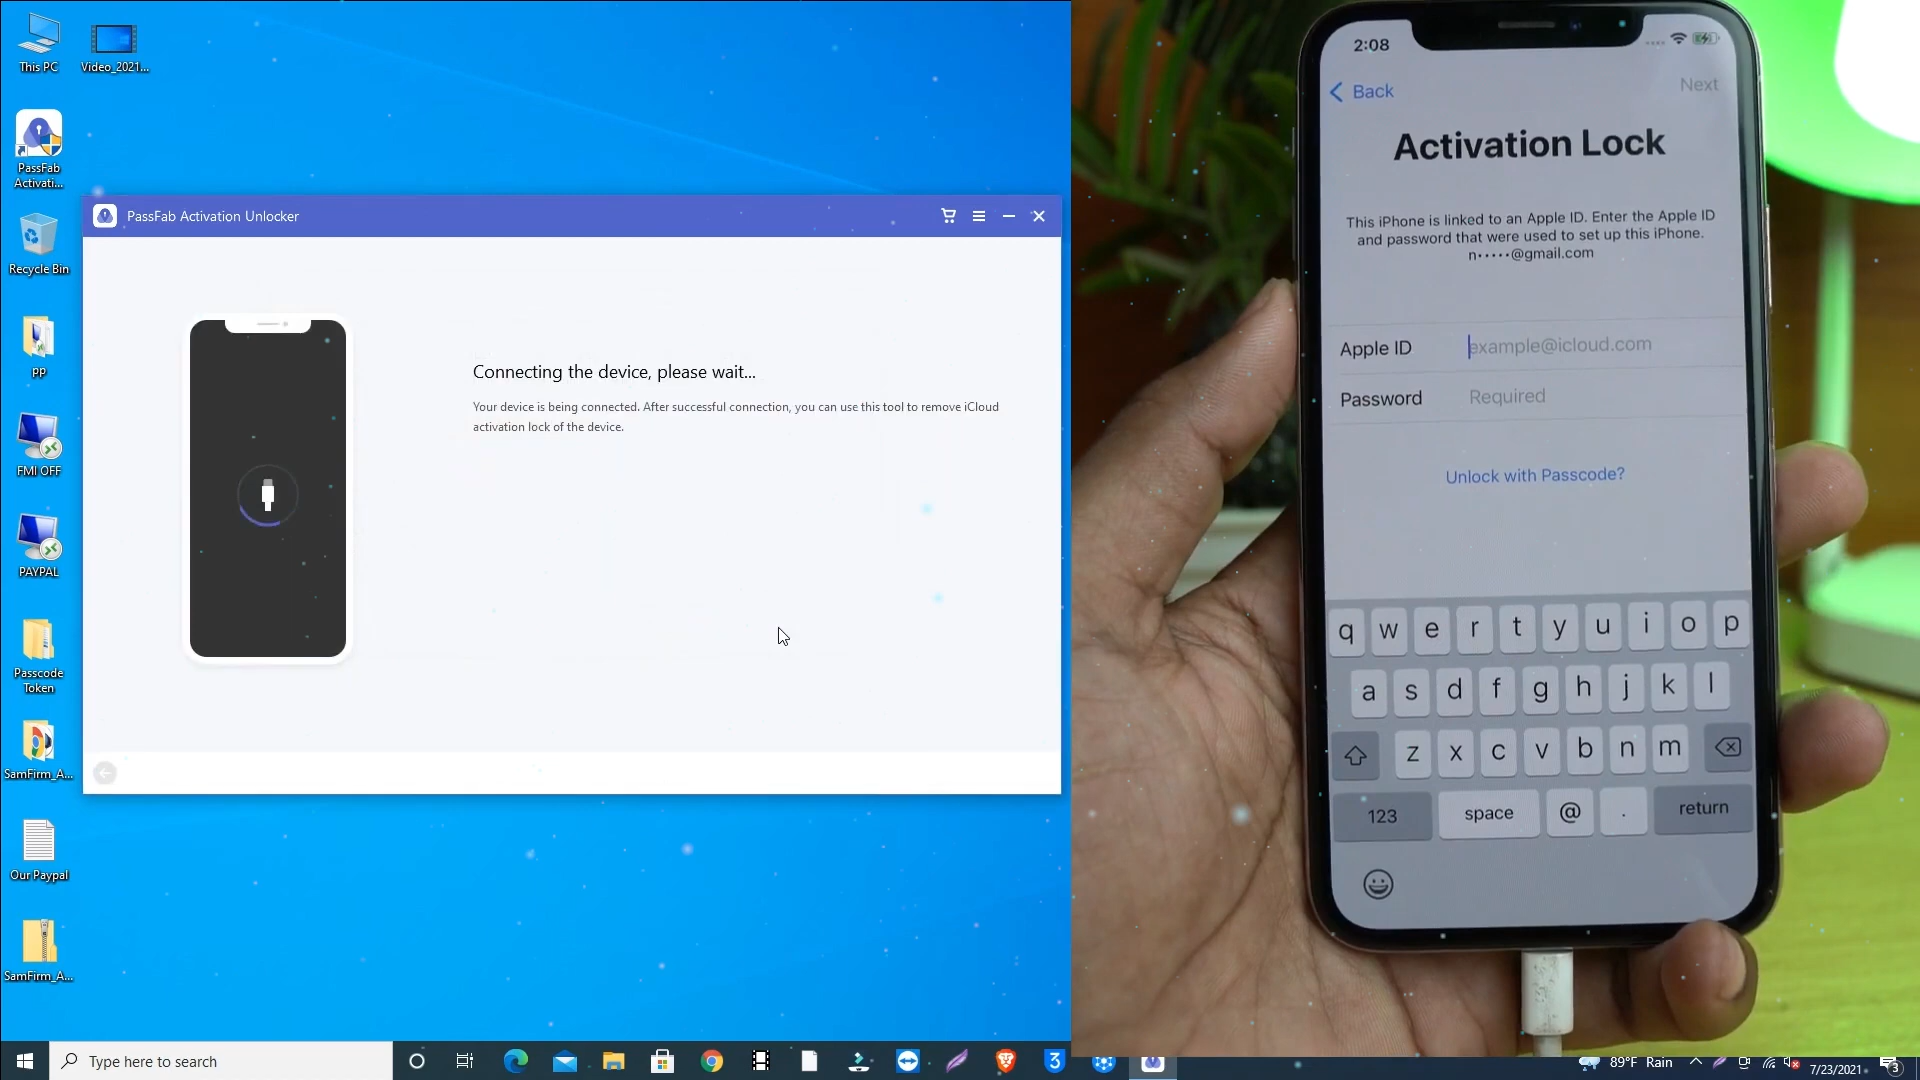 This PC
Video_2021...
PassFab
Activati...
Recycle Bin
pp
FMI OFF
PAYPAL
Passcode
Token
SamFirm_A...
Our Paypal
SamFirm_A...
PassFab Activation Unlocker
Connecting the device, please wait...
Your device is being connected. After successful connection, you can use this tool to remove iCloud
activation lock of the device.
Type here to search
89°F Rain
7/23/2021
3
2:08
Back
Next
Activation Lock
This iPhone is linked to an Apple ID. Enter the Apple ID
and password that were used to set up this iPhone.
n•••••@gmail.com
Apple ID
example@icloud.com
Password
Required
Unlock with Passcode?
q w e r t y u i o p
a s d f g h j k l
z x c v b n m
123 space @ . return